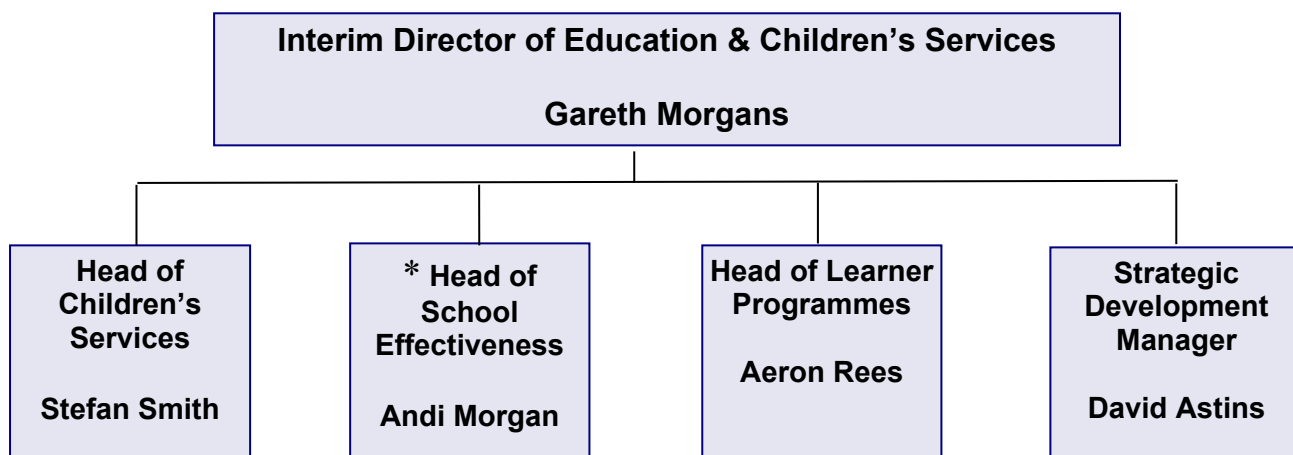 Interim Director of Education & Children's Services
Gareth Morgans
Head of
Children's
Services
Stefan Smith
* Head of
School
Effectiveness
Andi Morgan
Head of Learner
Programmes
Aeron Rees
Strategic
Development
Manager
David Astins